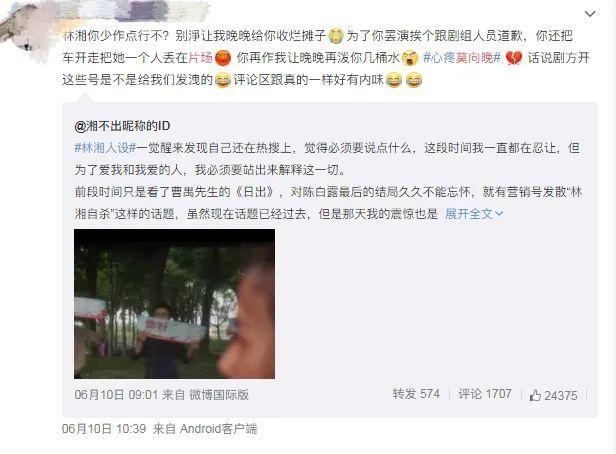 林湘你少作点行不？别淨让我晚晚给你收烂摊子😭为了你罢演挨个跟剧组人员道歉，你还把
车开走把她一个人丢在片场😡 你再作我让晚晚再泼你几桶水😱 #心疼莫向晚# 💔 话说剧方开
这些号是不是给我们发洩的😂评论区跟真的一样好有内味😂😂
@湘不出昵称的ID
#林湘人设#一觉醒来发现自己还在热搜上，觉得必须要说点什么，这段时间我一直都在忍让，但
为了爱我和我爱的人，我必须要站出来解释这一切。
前段时间只是看了曹禺先生的《日出》，对陈白露最后的结局久久不能忘怀，就有营销号发散“林
湘自杀”这样的话题，虽然现在话题已经过去，但是那天我的震惊也是 展开全文
你好
06月10日 09:01 来自 微博国际版
转发 574 评论 1707 24375
06月10日 10:39 来自 Android客户端